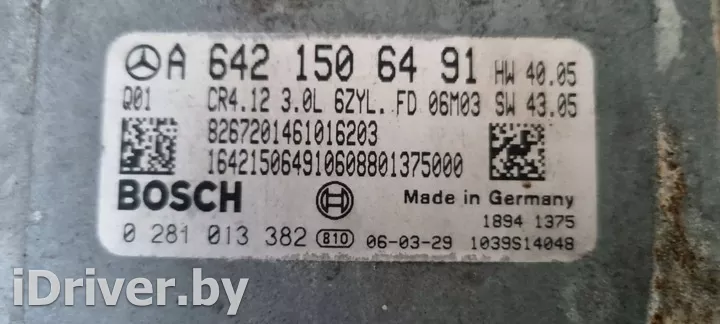 A 642 150 64 91 HW 40.05
Q01 CR4.12 3.0L 6ZYL. FD 06M03 SW 43.05
8267201461016203
164215064910608801375000
BOSCH Made in Germany
1894 1375
0 281 013 382 810 06-03-29 1039S14048
iDriver.by